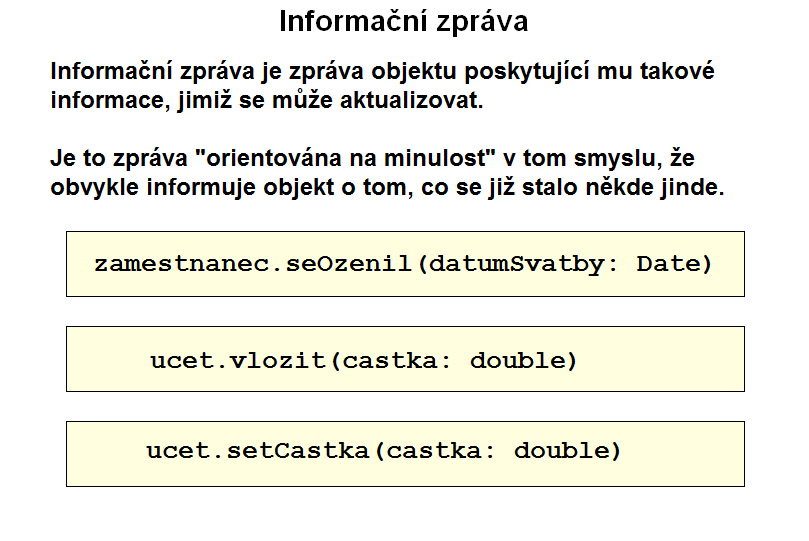 Informační zpráva
Informační zpráva je zpráva objektu poskytující mu takové
informace, jimiž se může aktualizovat.
Je to zpráva "orientována na minulost" v tom smyslu, že
obvykle informuje objekt o tom, co se již stalo někde jinde.
zamestnanec.seOzenil(datumSvatby: Date)
ucet.vlozit(castka: double)
ucet.setCastka(castka: double)